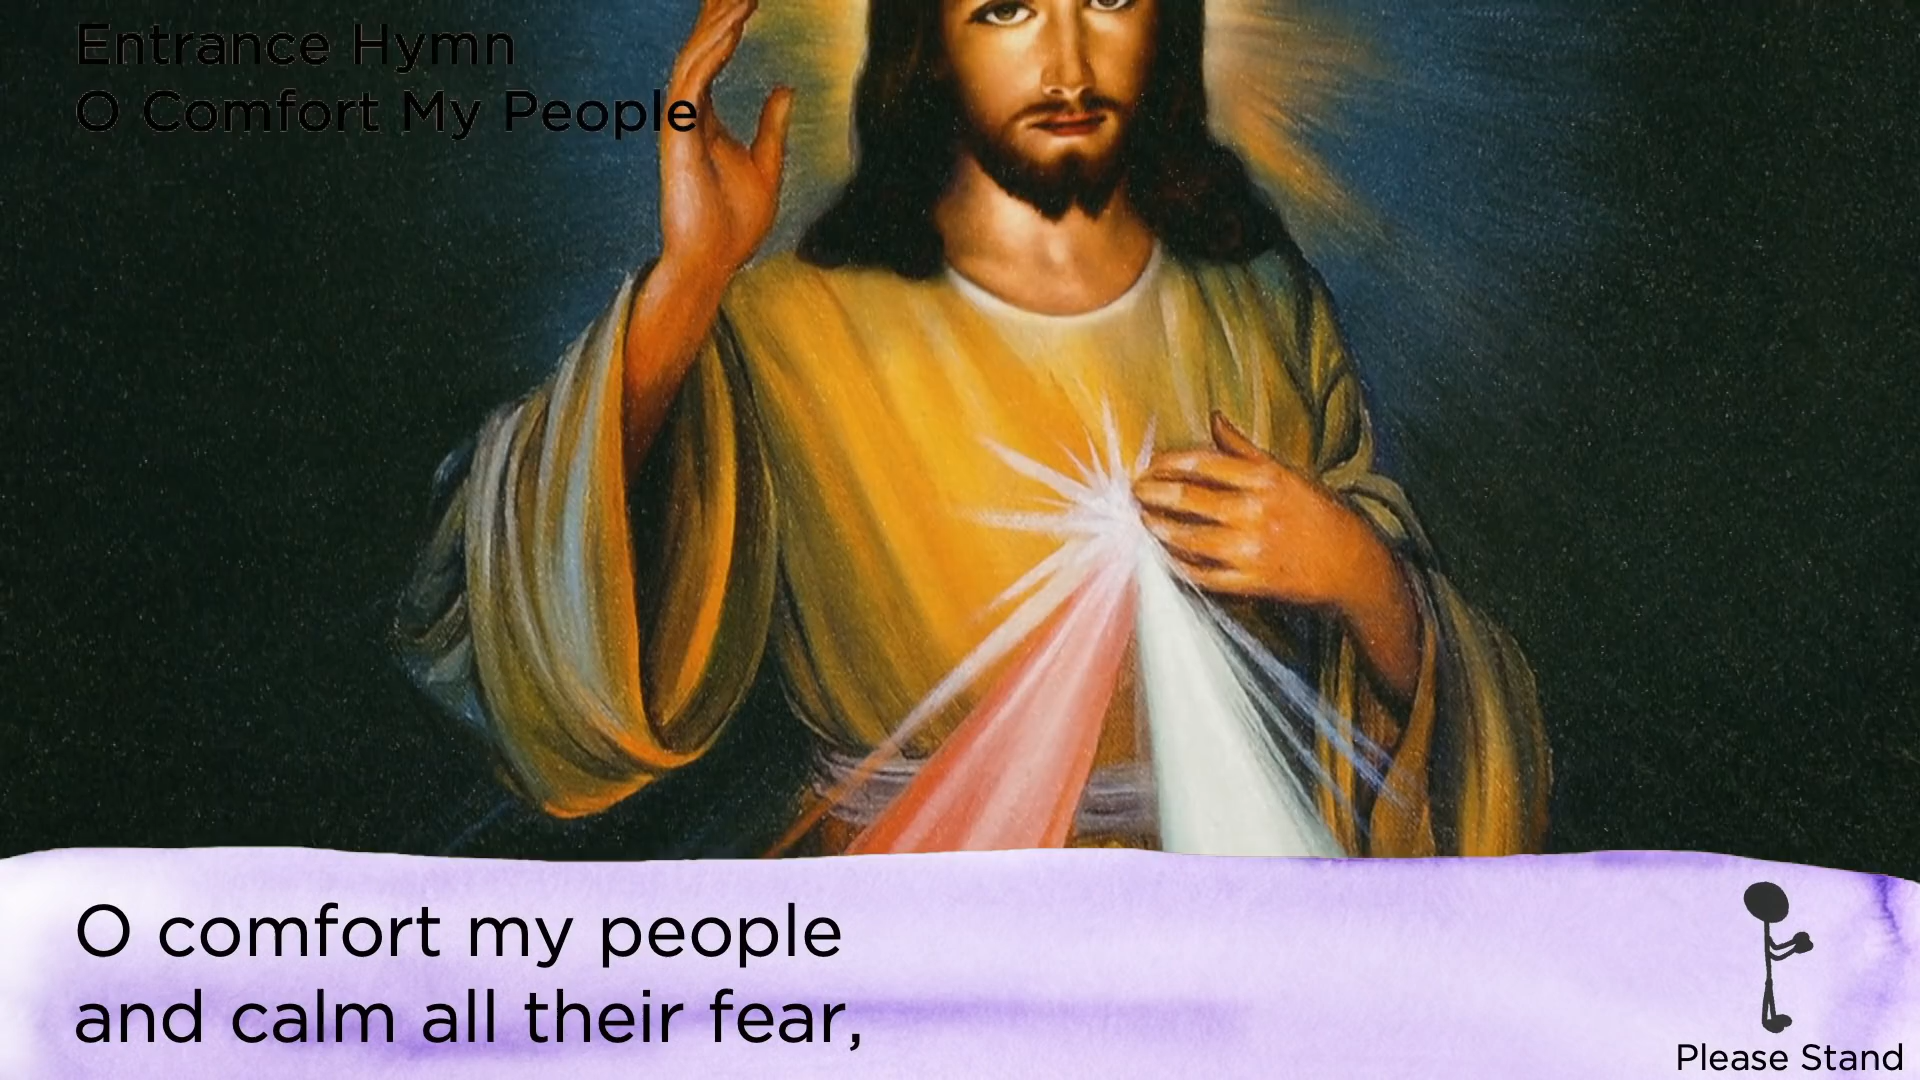 Entrance Hymn
O Comfort My People
O comfort my people
and calm all their fear,
Please Stand